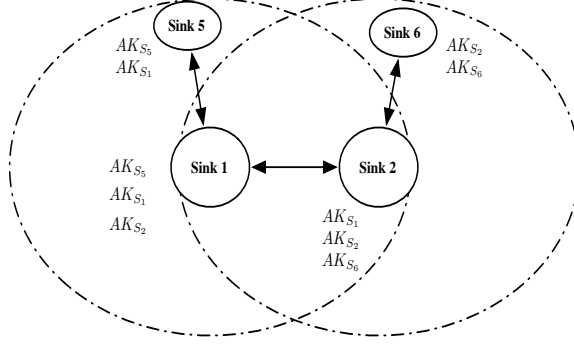 Sink 5
Sink 6
AK_{S_5}
AK_{S_1}
AK_{S_2}
AK_{S_6}
Sink 1
Sink 2
AK_{S_5}
AK_{S_1}
AK_{S_2}
AK_{S_1}
AK_{S_2}
AK_{S_6}